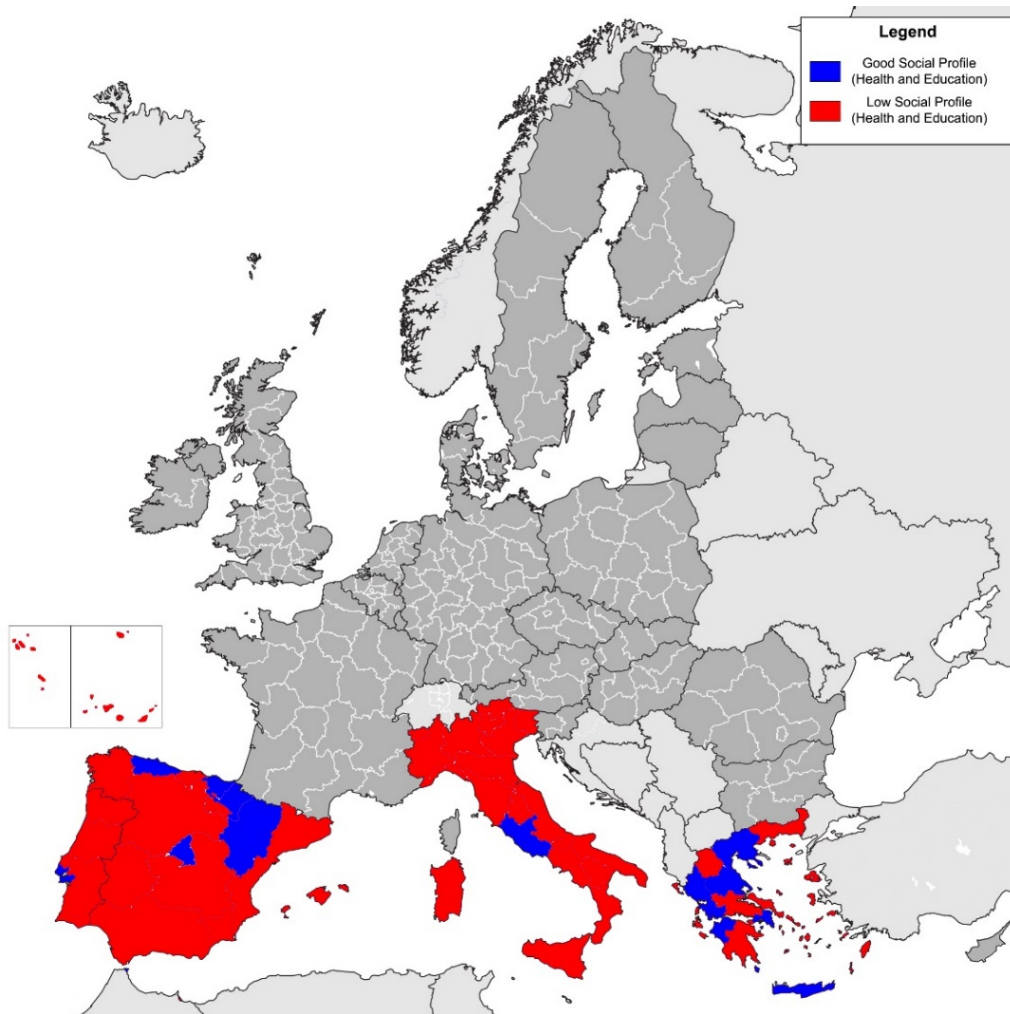 Legend
Good Social Profile
(Health and Education)
Low Social Profile
(Health and Education)